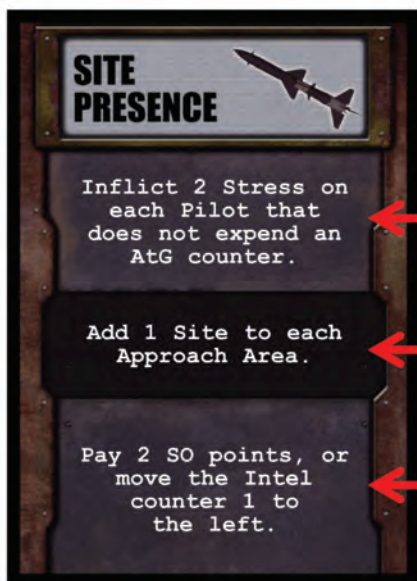 SITE
PRESENCE
Inflict 2 Stress on
each Pilot that
does not expend an
AtG counter.
Add 1 Site to each
Approach Area.
Pay 2 SO points, or
move the Intel
counter 1 to
the left.